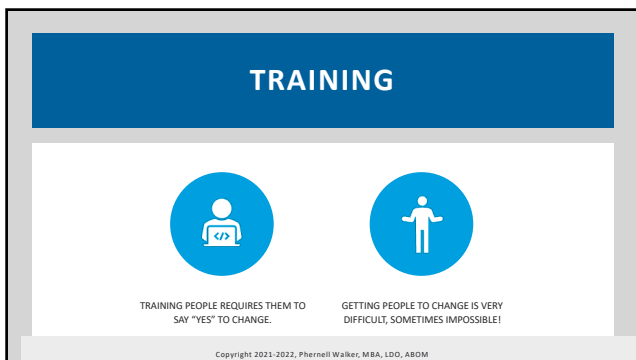 TRAINING
</>
TRAINING PEOPLE REQUIRES THEM TO
SAY “YES” TO CHANGE.
GETTING PEOPLE TO CHANGE IS VERY
DIFFICULT, SOMETIMES IMPOSSIBLE!
Copyright 2021-2022, Phernell Walker, MBA, LDO, ABOM